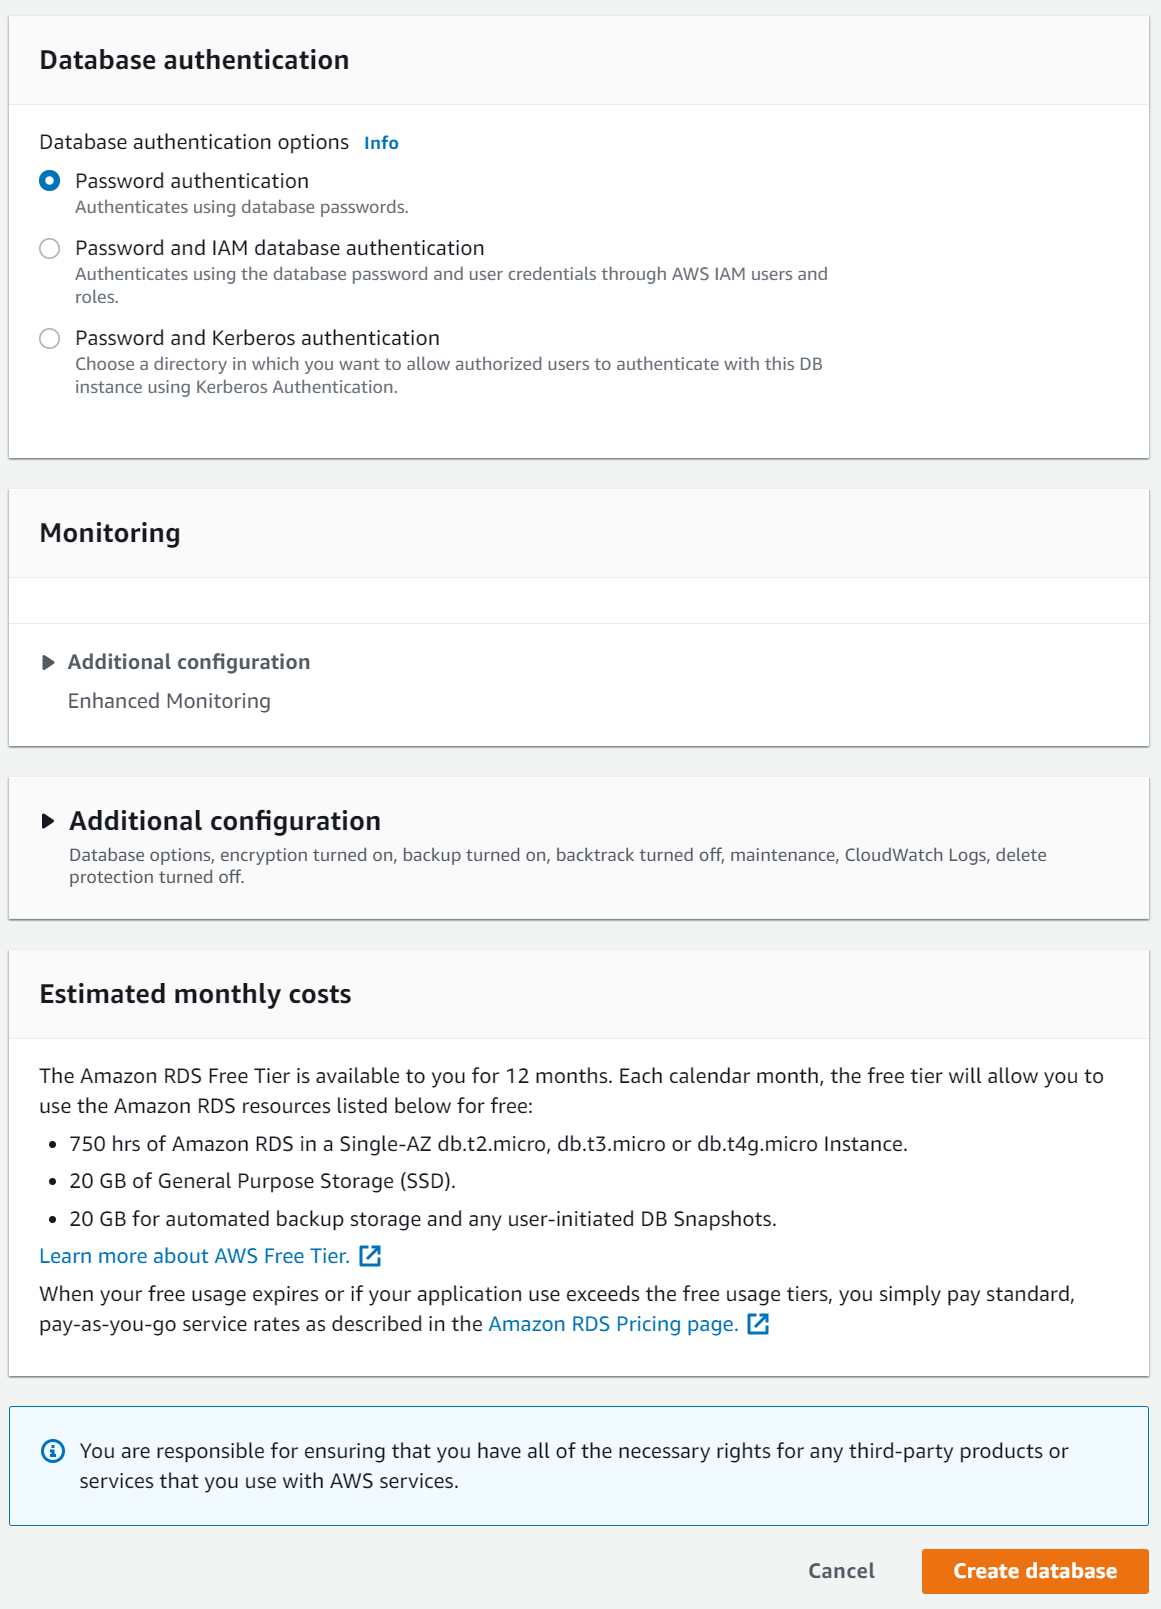 Database authentication
Database authentication options Info
Password authentication
Authenticates using database passwords.
Password and IAM database authentication
Authenticates using the database password and user credentials through AWS IAM users and
roles.
Password and Kerberos authentication
Choose a directory in which you want to allow authorized users to authenticate with this DB
instance using Kerberos Authentication.
Monitoring
Additional configuration
Enhanced Monitoring
Additional configuration
Database options, encryption turned on, backup turned on, backtrack turned off, maintenance, CloudWatch Logs, delete
protection turned off.
Estimated monthly costs
The Amazon RDS Free Tier is available to you for 12 months. Each calendar month, the free tier will allow you to
use the Amazon RDS resources listed below for free:
• 750 hrs of Amazon RDS in a Single-AZ db.t2.micro, db.t3.micro or db.t4g.micro Instance.
• 20 GB of General Purpose Storage (SSD).
• 20 GB for automated backup storage and any user-initiated DB Snapshots.
Learn more about AWS Free Tier.
When your free usage expires or if your application use exceeds the free usage tiers, you simply pay standard,
pay-as-you-go service rates as described in the Amazon RDS Pricing page.
You are responsible for ensuring that you have all of the necessary rights for any third-party products or
services that you use with AWS services.
Cancel Create database